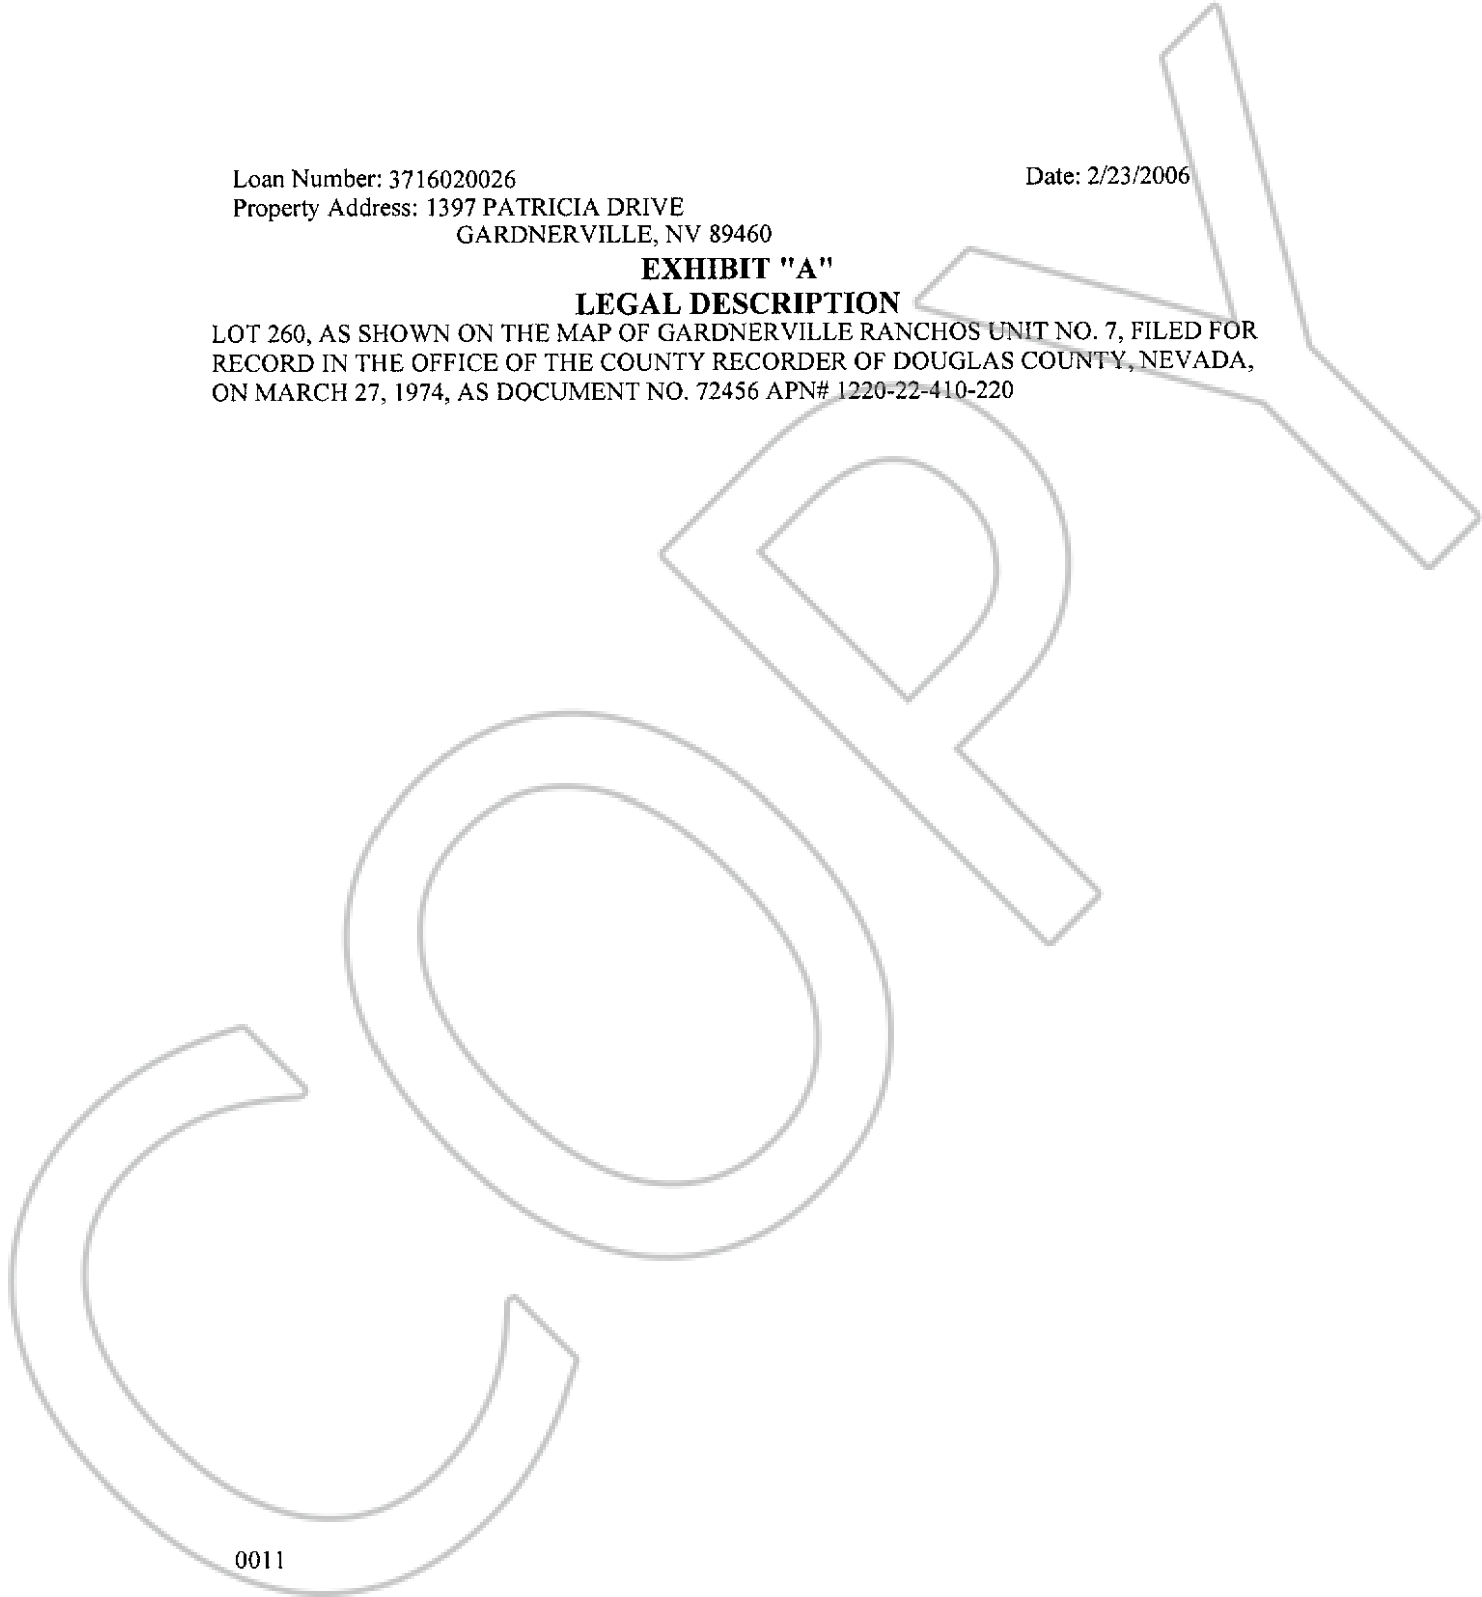 Loan Number: 3716020026 Date: 2/23/2006
Property Address: 1397 PATRICIA DRIVE
GARDNERVILLE, NV 89460
EXHIBIT "A"
LEGAL DESCRIPTION
LOT 260, AS SHOWN ON THE MAP OF GARDNERVILLE RANCHOS UNIT NO. 7, FILED FOR
RECORD IN THE OFFICE OF THE COUNTY RECORDER OF DOUGLAS COUNTY, NEVADA,
ON MARCH 27, 1974, AS DOCUMENT NO. 72456 APN# 1220-22-410-220
COPY
0011